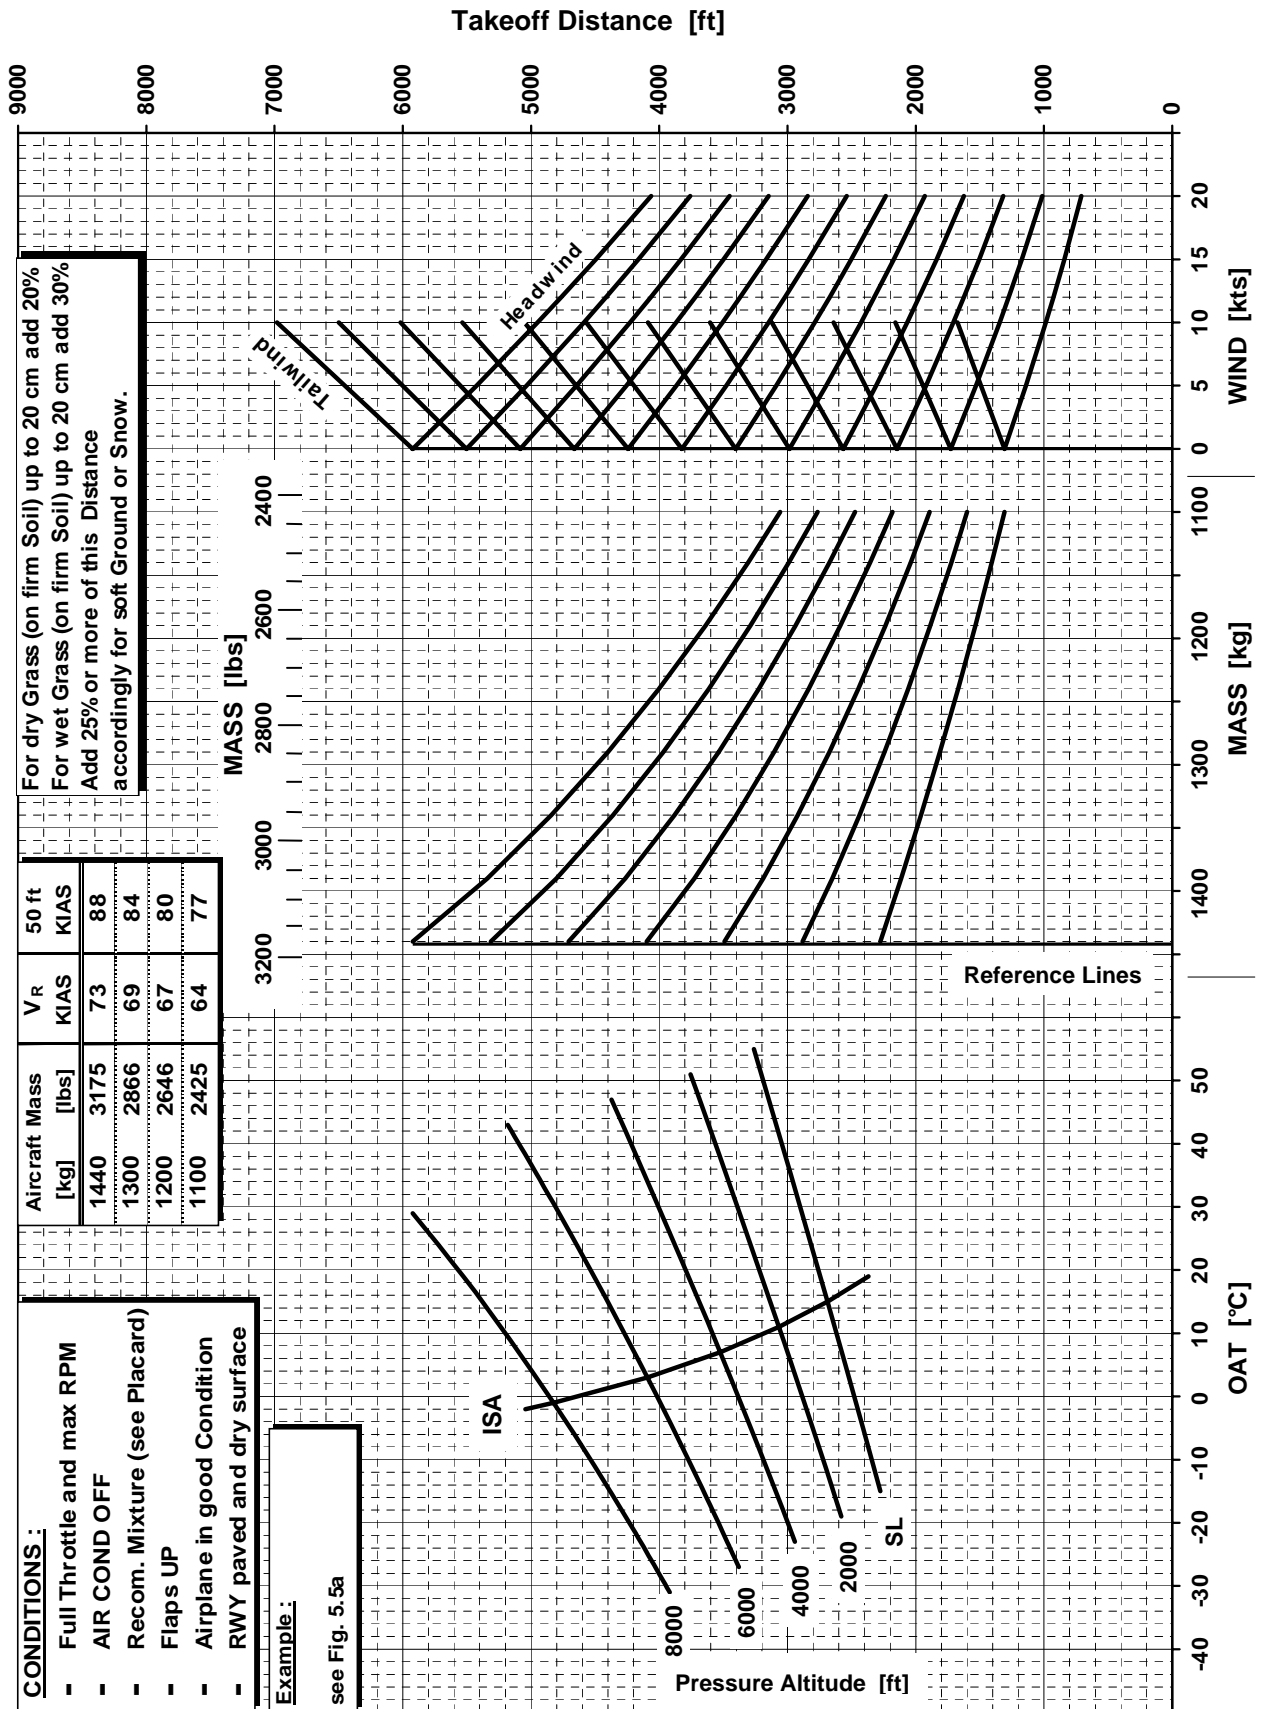 Takeoff Distance [ft]
9000
8000
7000
6000
5000
4000
3000
2000
1000
0
For dry Grass (on firm Soil) up to 20 cm add 20%
For wet Grass (on firm Soil) up to 20 cm add 30%
Add 25% or more of this Distance
accordingly for soft Ground or Snow.
Aircraft Mass V R 50 ft
[kg] [lbs] KIAS KIAS
1440 3175 73 88
1300 2866 69 84
1200 2646 67 80
1100 2425 64 77
CONDITIONS :
- Full Throttle and max RPM
- AIR COND OFF
- Recom. Mixture (see Placard)
- Flaps UP
- Airplane in good Condition
- RWY paved and dry surface
Example :
see Fig. 5.5a
Tailwind
Headwind
MASS [lbs]
3200 3000 2800 2600 2400
ISA
8000
6000
4000
2000
SL
Pressure Altitude [ft]
Reference Lines
-40 -30 -20 -10 0 10 20 30 40 50
OAT [°C]
1400 1300 1200 1100
MASS [kg]
0 5 10 15 20
WIND [kts]